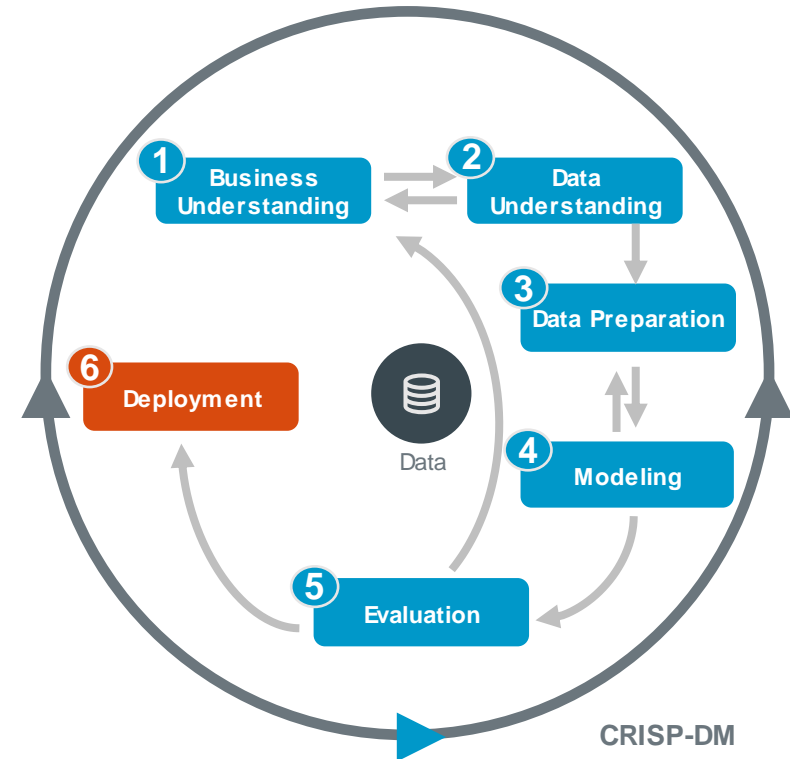 1
Business
Understanding
2
Data
Understanding
3
Data Preparation
6
Deployment
Data
4
Modeling
5
Evaluation
CRISP-DM